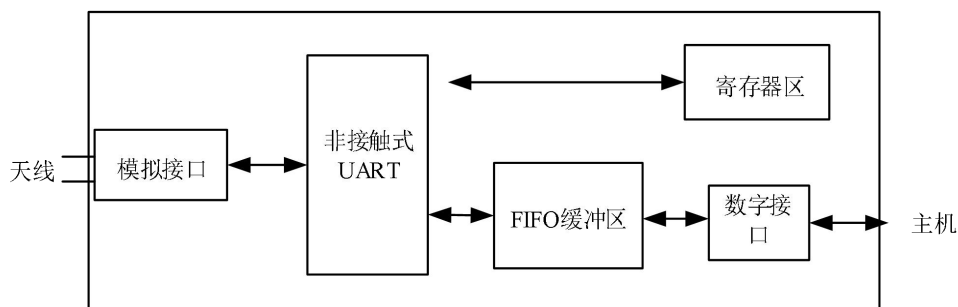 寄存器区
非接触式
UART
天线
模拟接口
FIFO缓冲区
数字接
口
主机